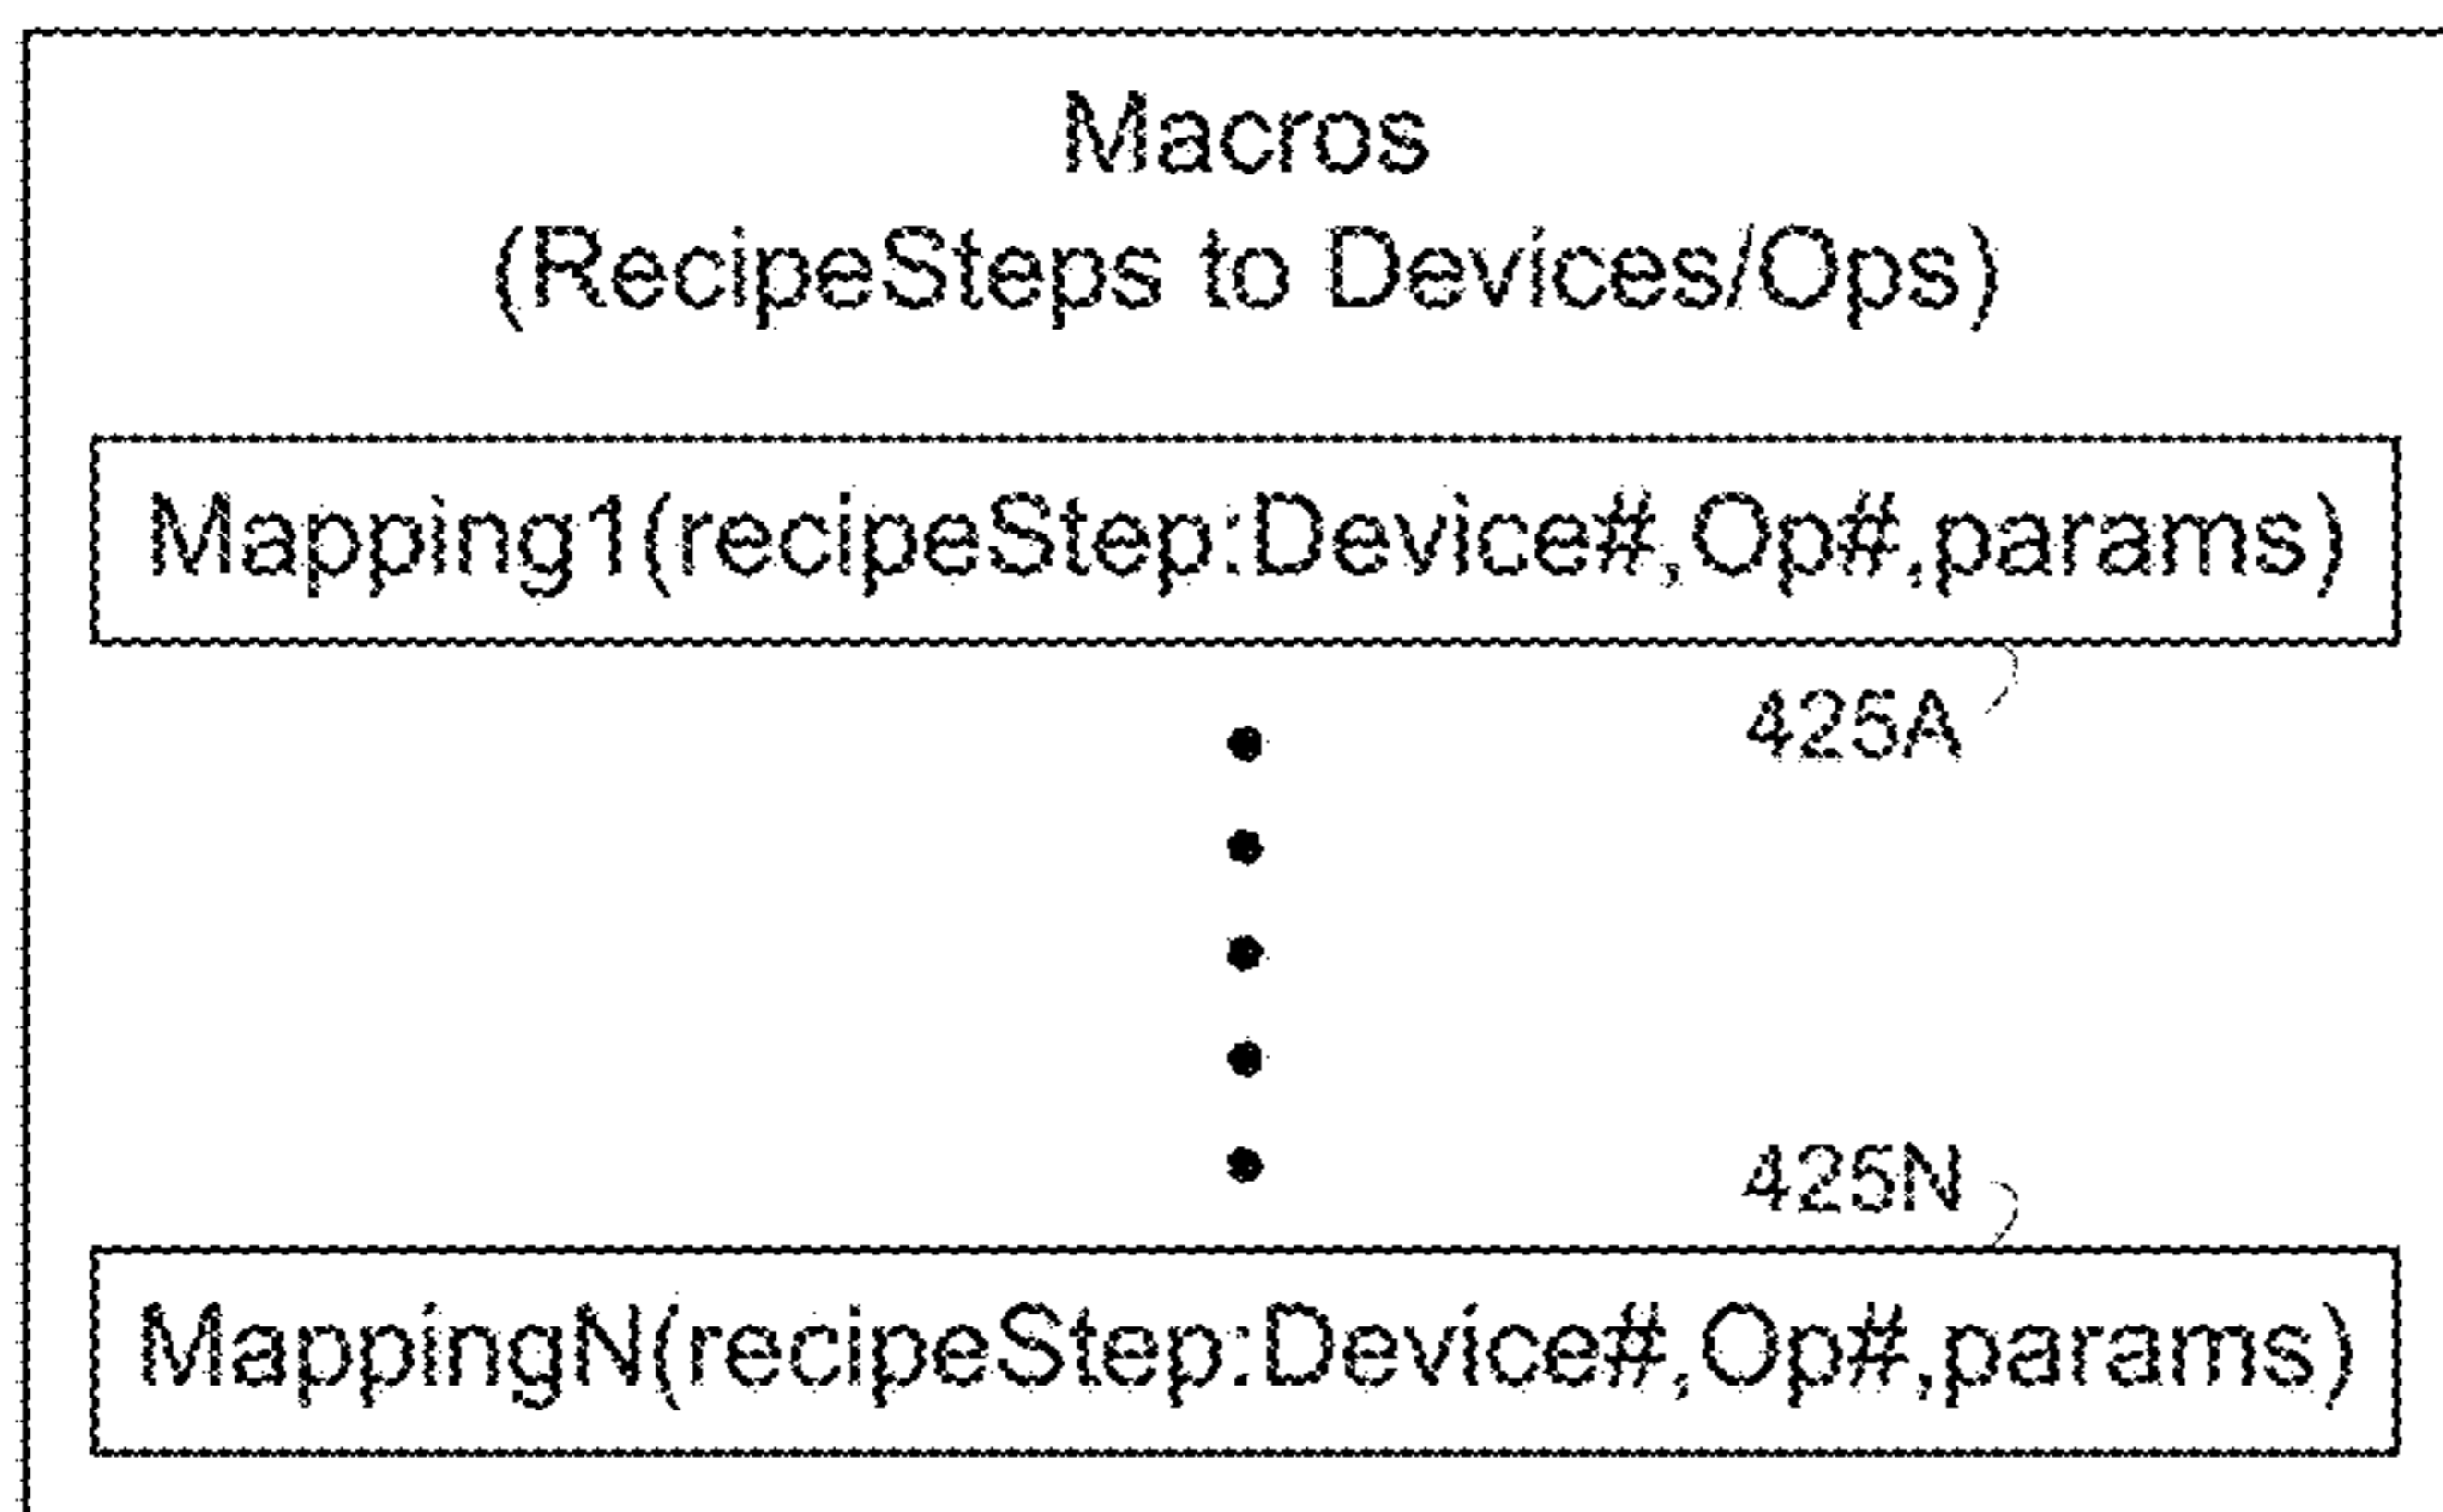 Macros
(RecipeSteps to Devices/Ops)
Mapping1(recipeStep:Device#,Op#,params)
425A
425N
MappingN(recipeStep:Device#,Op#,params)